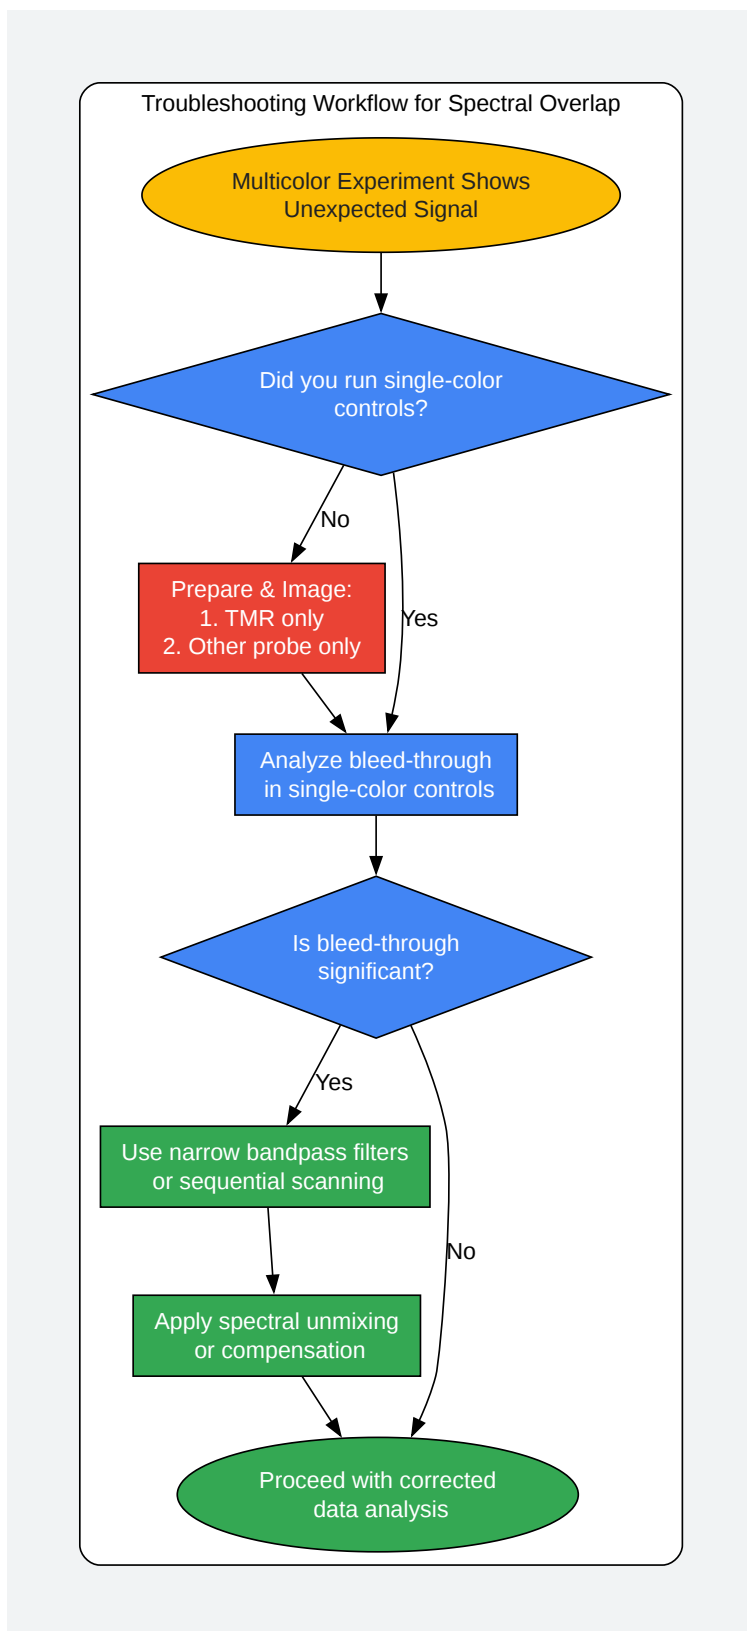 Troubleshooting Workflow for Spectral Overlap
Multicolor Experiment Shows
Unexpected Signal
Did you run single-color
controls?
No
Yes
Prepare & Image:
1. TMR only
2. Other probe only
Analyze bleed-through
in single-color controls
Is bleed-through
significant?
Yes
No
Use narrow bandpass filters
or sequential scanning
Apply spectral unmixing
or compensation
Proceed with corrected
data analysis